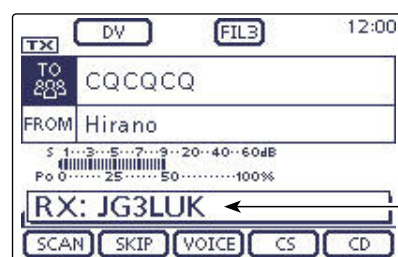 DV FIL3 12:00
TX
TO CQCQCQ
FROM Hirano
S 1···3···5···7···9··20··40··60dB
Po 0······25······50··········100%
RX: JG3LUK
SCAN SKIP VOICE CS CD